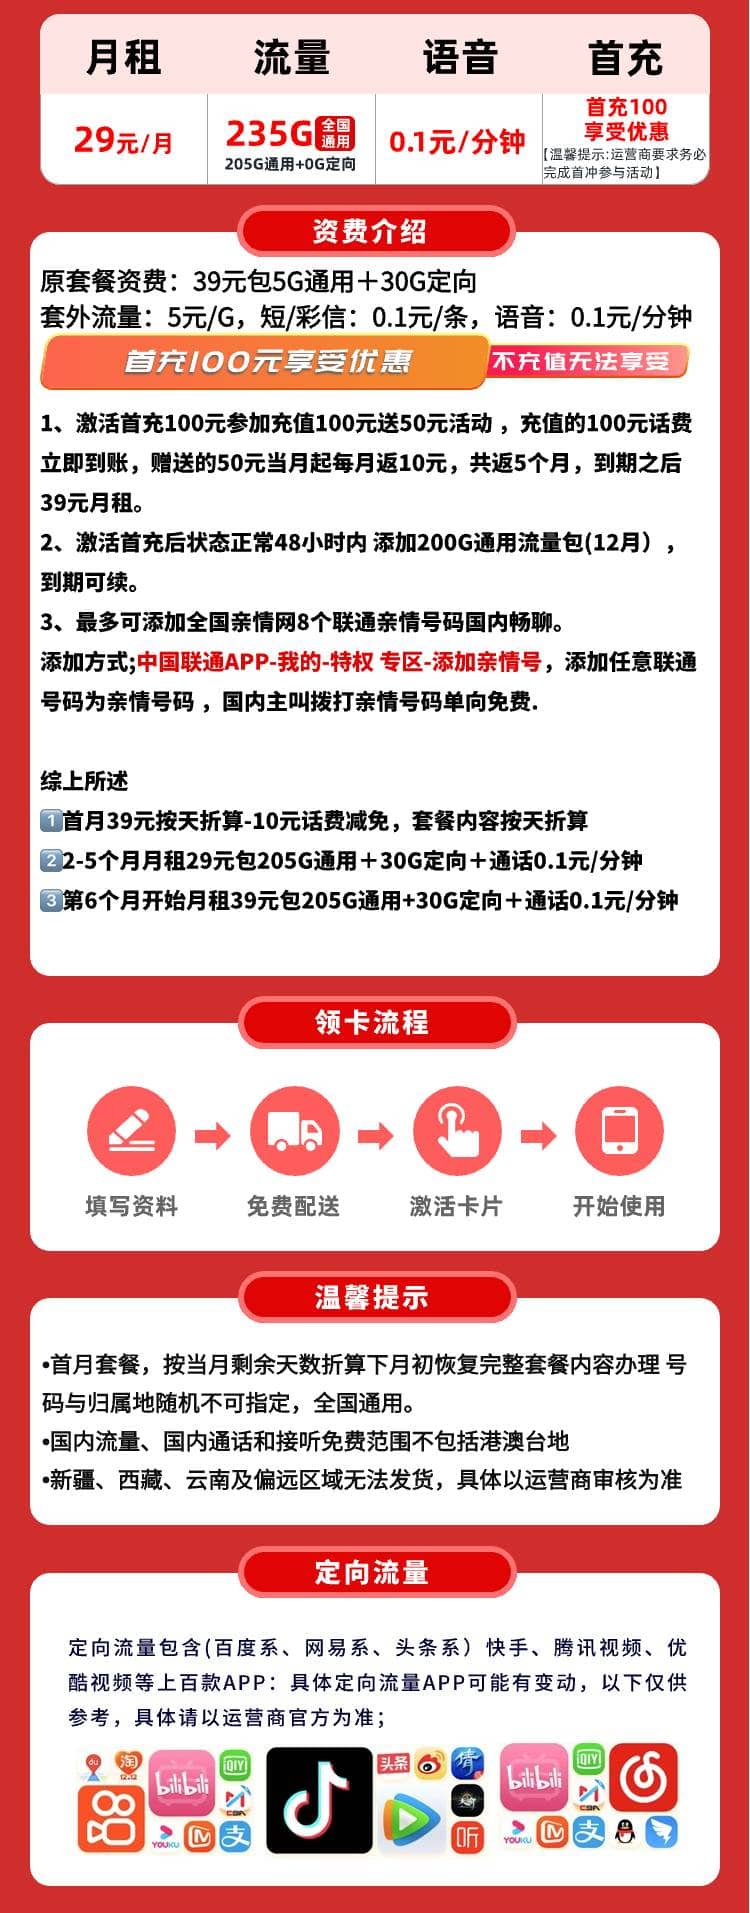 月租 流量 语音 首充
29元/月 235G 全国通用 0.1元/分钟 首充100
享受优惠
205G通用+0G定向
【温馨提示:运营商要求务必
完成首冲参与活动】
资费介绍
原套餐资费：39元包5G通用＋30G定向
套外流量：5元/G，短/彩信：0.1元/条，语音：0.1元/分钟
首充100元享受优惠 不充值无法享受
1、激活首充100元参加充值100元送50元活动 ，充值的100元话费
立即到账，赠送的50元当月起每月返10元，共返5个月，到期之后
39元月租。
2、激活首充后状态正常48小时内 添加200G通用流量包(12月），
到期可续。
3、最多可添加全国亲情网8个联通亲情号码国内畅聊。
添加方式;中国联通APP-我的-特权 专区-添加亲情号，添加任意联通
号码为亲情号码 ，国内主叫拨打亲情号码单向免费.
综上所述
1首月39元按天折算-10元话费减免，套餐内容按天折算
2 2-5个月月租29元包205G通用＋30G定向＋通话0.1元/分钟
3第6个月开始月租39元包205G通用+30G定向＋通话0.1元/分钟
领卡流程
填写资料 免费配送 激活卡片 开始使用
温馨提示
•首月套餐，按当月剩余天数折算下月初恢复完整套餐内容办理 号
码与归属地随机不可指定，全国通用。
•国内流量、国内通话和接听免费范围不包括港澳台地
•新疆、西藏、云南及偏远区域无法发货，具体以运营商审核为准
定向流量
定向流量包含(百度系、网易系、头条系）快手、腾讯视频、优
酷视频等上百款APP：具体定向流量APP可能有变动，以下仅供
参考，具体请以运营商官方为准；
du 淘 12.12 bilibili QIY CBA YOUKU 支
头条 倩 听
bilibili QIY CBA YOUKU 支